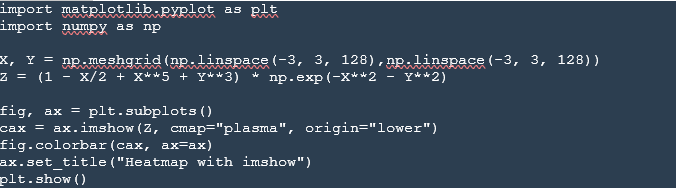 import matplotlib.pyplot as plt
import numpy as np
X, Y = np.meshgrid(np.linspace(-3, 3, 128),np.linspace(-3, 3, 128))
Z = (1 - X/2 + X**5 + Y**3) * np.exp(-X**2 - Y**2)
fig, ax = plt.subplots()
cax = ax.imshow(Z, cmap="plasma", origin="lower")
fig.colorbar(cax, ax=ax)
ax.set_title("Heatmap with imshow")
plt.show()